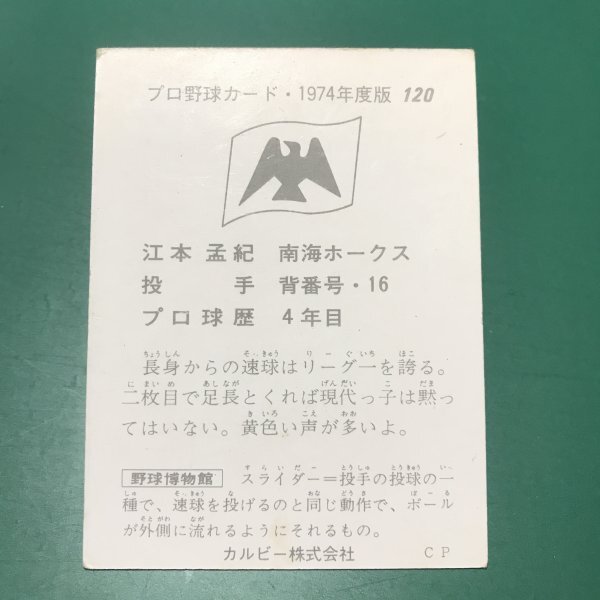 プロ野球カード・1974年度版 120
江本 孟紀 南海ホークス
投手 背番号・16
プロ球歴 4年目
長身からの速球はリーグ一を誇る。
二枚目で足長とくれば現代っ子は黙っ
てはいない。黄色い声が多いよ。
野球博物館 スライダー=投手の投球の一
種で、速球を投げるのと同じ動作で、ボール
が外側に流れるようにそれるもの。
カルビー株式会社 CP